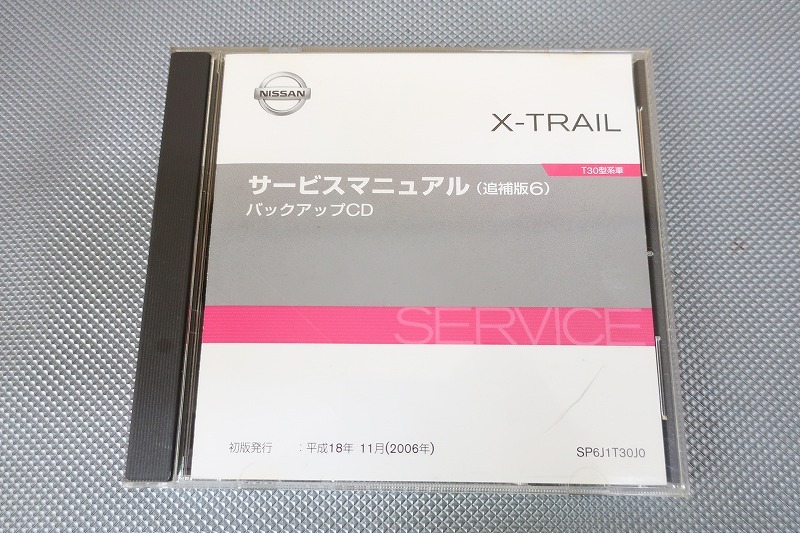 NISSAN
X-TRAIL
T30型系車
サービスマニュアル（追補版6）
バックアップCD
SERVICE
初版発行 ：平成18年 11月(2006年)
SP6J1T30J0